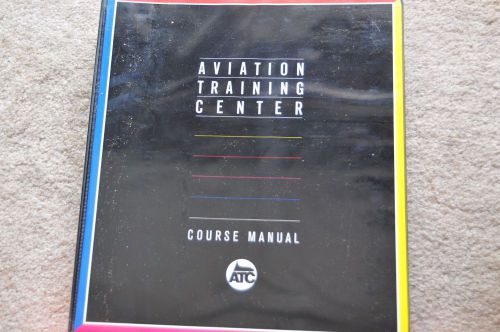 AVIATION
TRAINING
CENTER
COURSE MANUAL
ATC